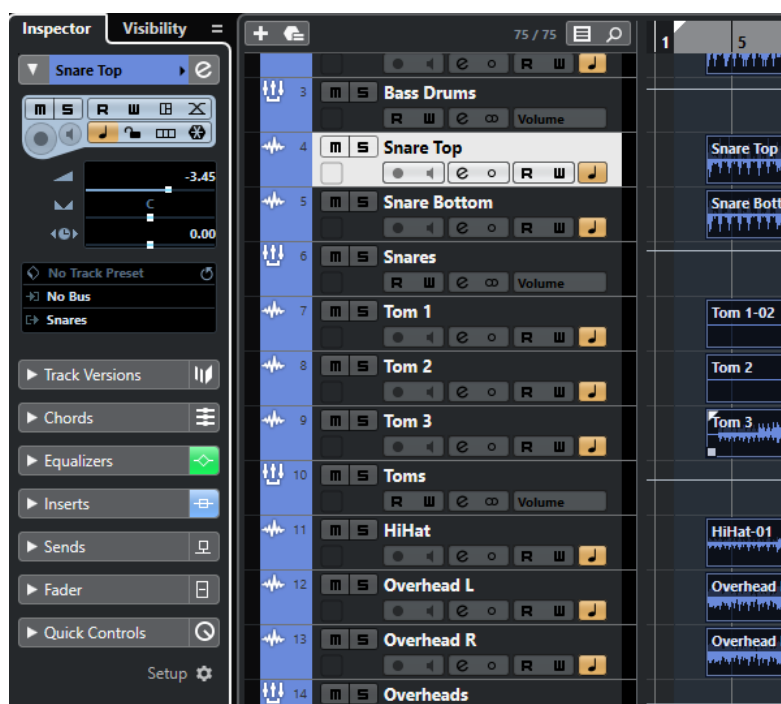 Inspector
Visibility
Snare Top
e
m S R W
-3.45
C
0.00
No Track Preset
No Bus
Snares
Track Versions
Chords
Equalizers
Inserts
Sends
Fader
Quick Controls
Setup
75 / 75
1
5
e R W
3 m S Bass Drums
R W e Volume
4 m S Snare Top
e R W
Snare Top
5 m S Snare Bottom
e R W
Snare Bott
6 m S Snares
R W e Volume
7 m S Tom 1
e R W
Tom 1-02
8 m S Tom 2
e R W
Tom 2
9 m S Tom 3
e R W
Tom 3
10 m S Toms
R W e Volume
11 m S HiHat
e R W
HiHat-01
12 m S Overhead L
e R W
Overhead
13 m S Overhead R
e R W
Overhead
14 m S Overheads